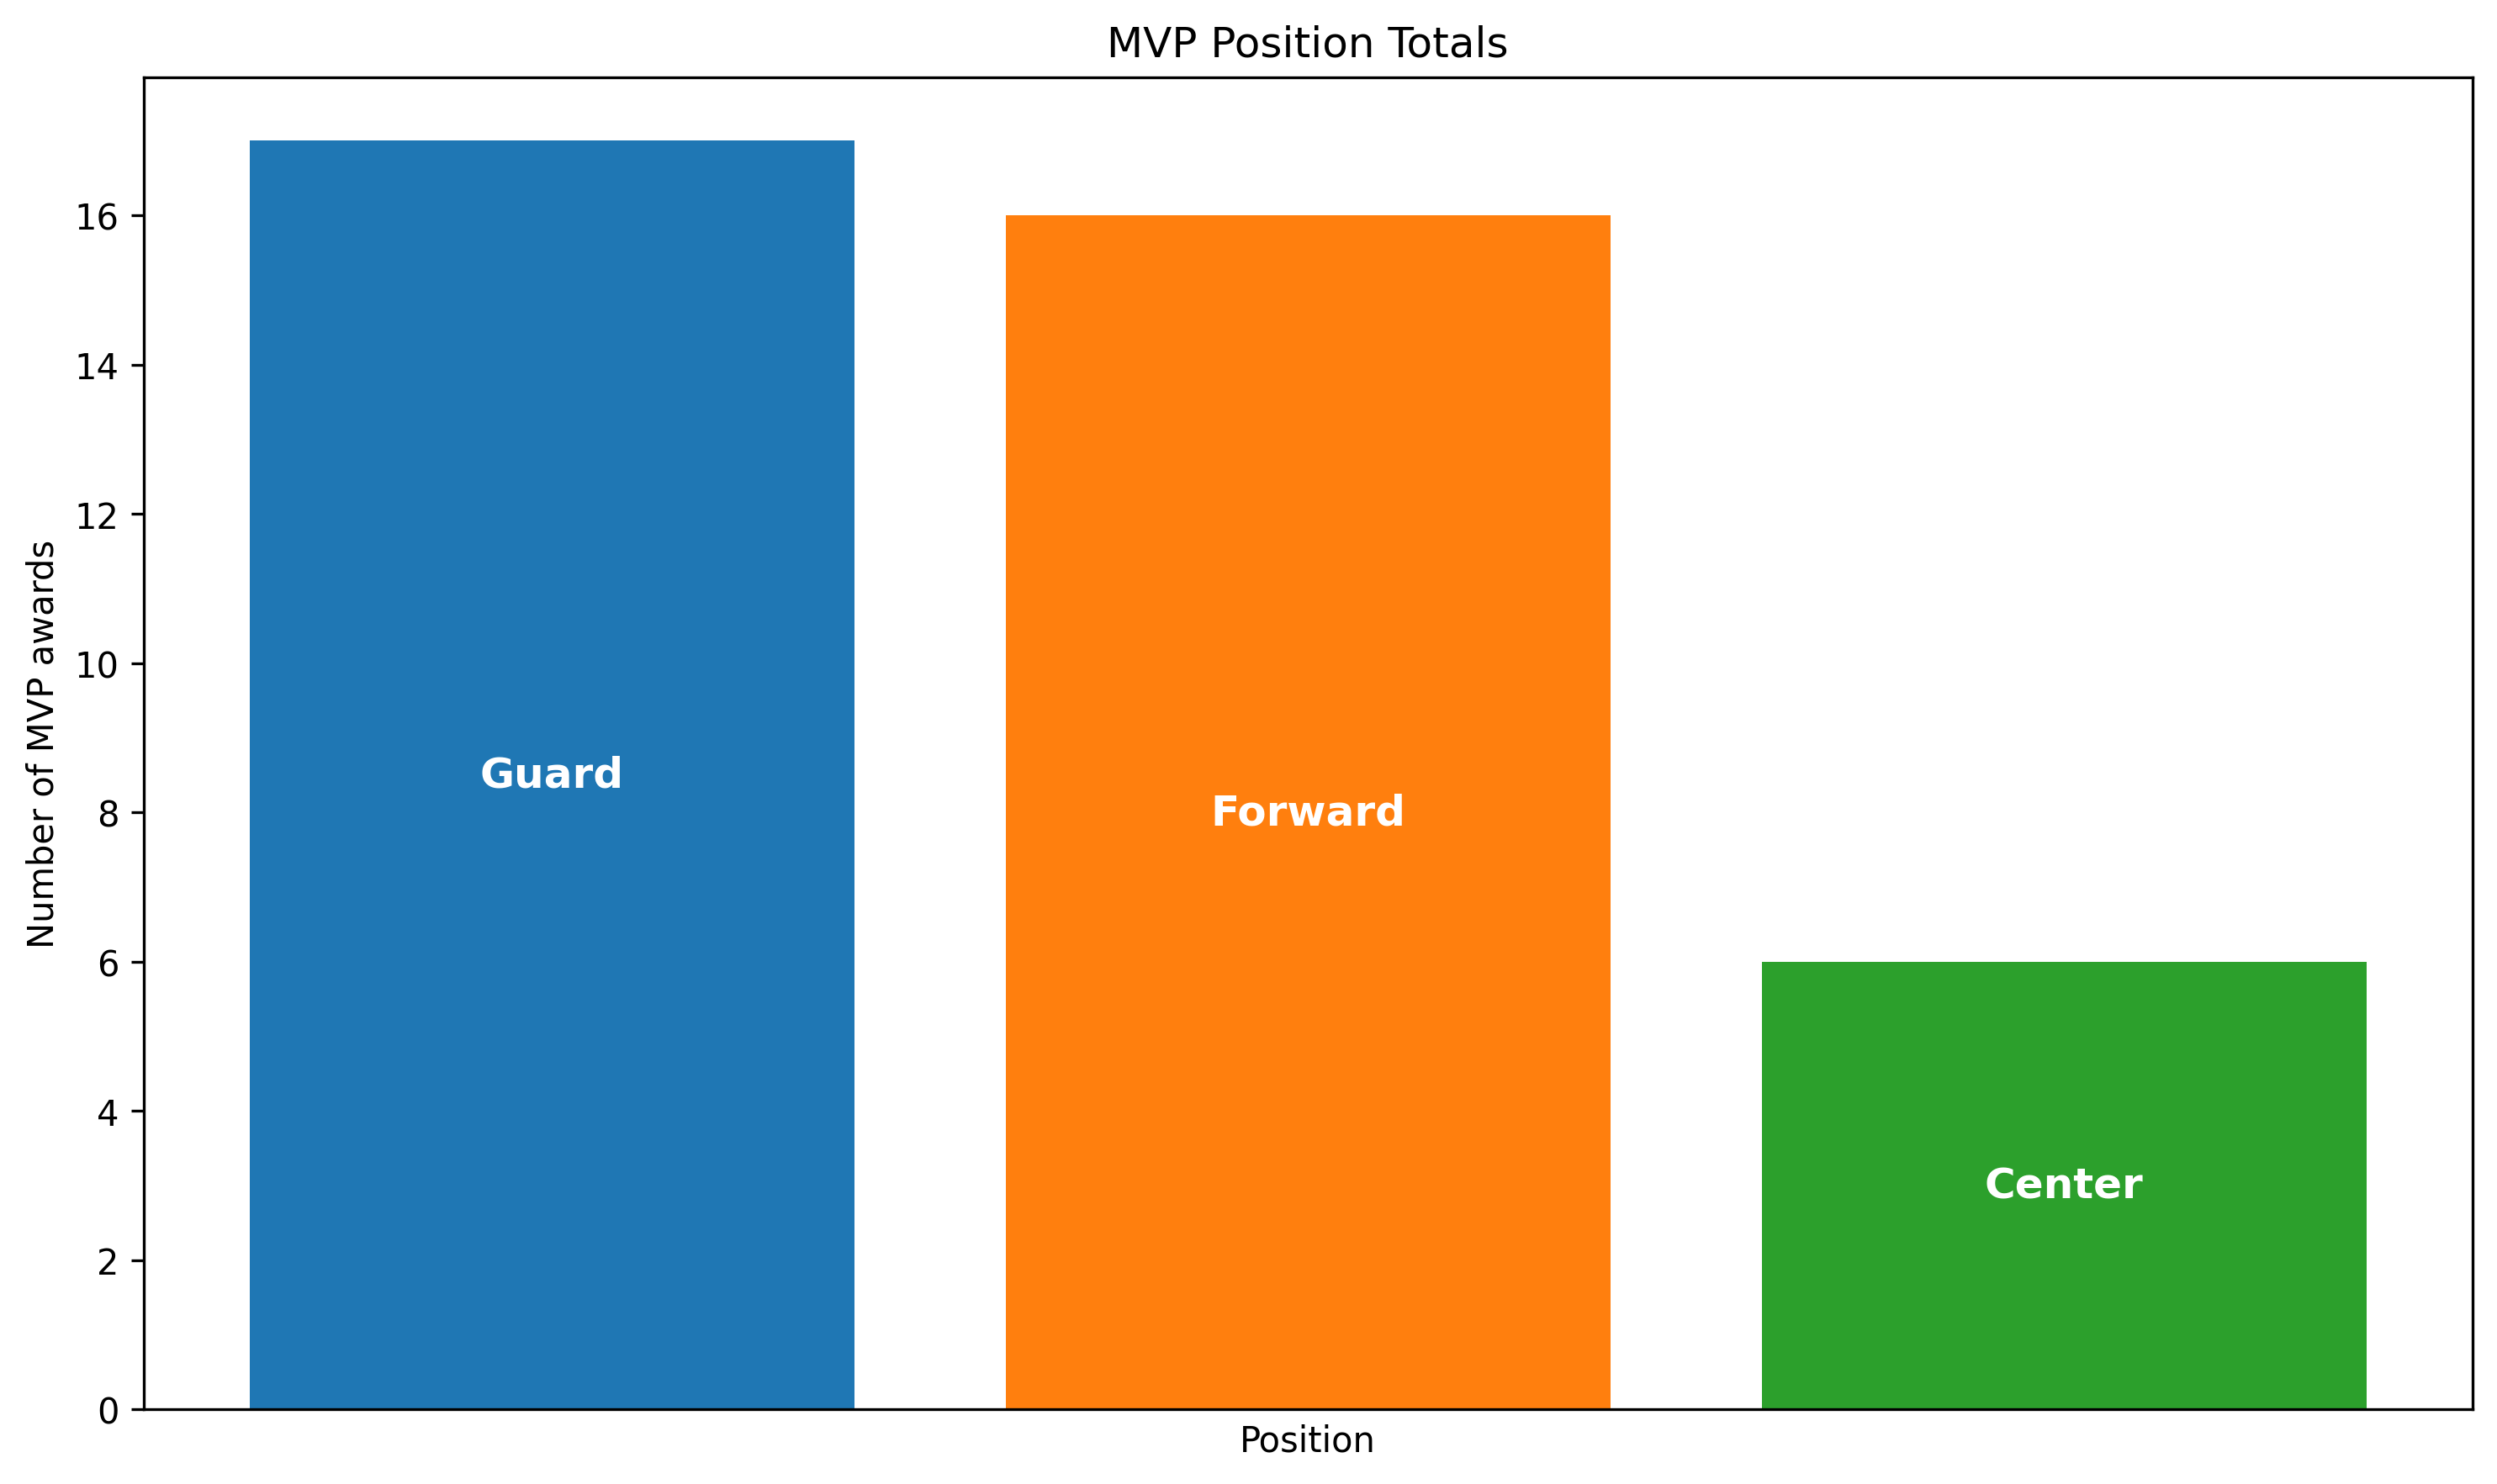 MVP Position Totals
Number of MVP awards
16
14
12
10
8
6
4
2
0
Guard
Forward
Center
Position